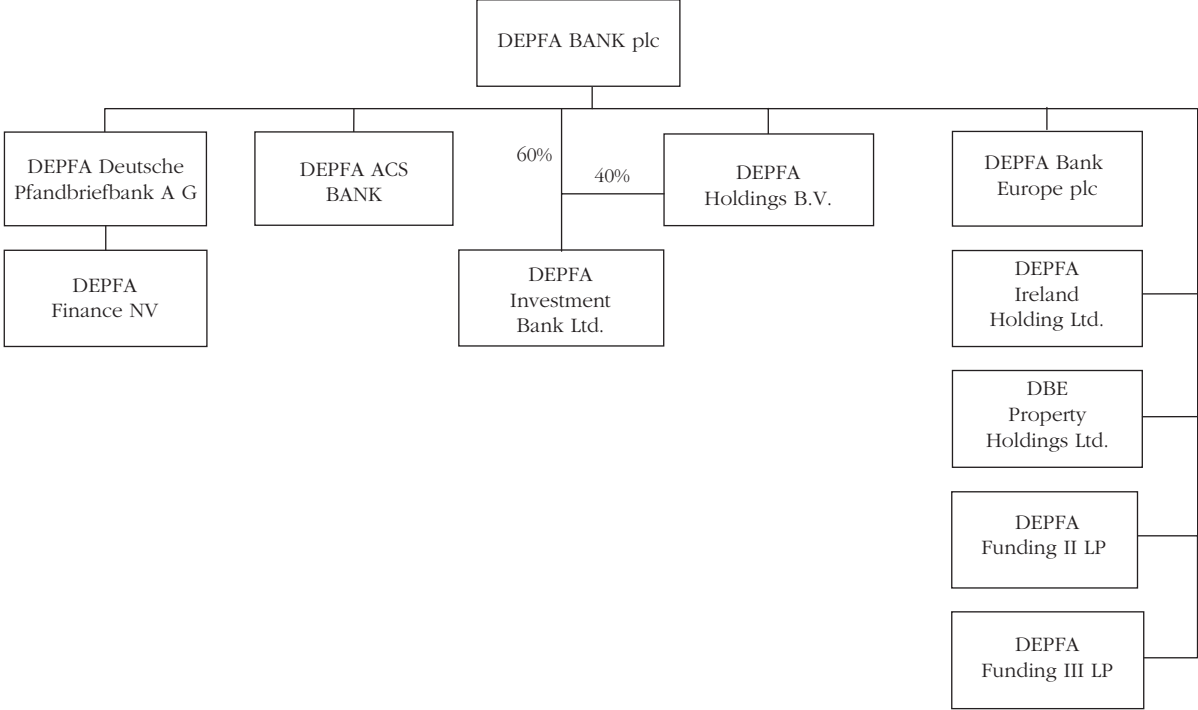 DEPFA BANK plc
DEPFA Deutsche
Pfandbriefbank A G
DEPFA ACS
BANK
60%
40%
DEPFA
Holdings B.V.
DEPFA Bank
Europe plc
DEPFA
Finance NV
DEPFA
Investment
Bank Ltd.
DEPFA
Ireland
Holding Ltd.
DBE
Property
Holdings Ltd.
DEPFA
Funding II LP
DEPFA
Funding III LP